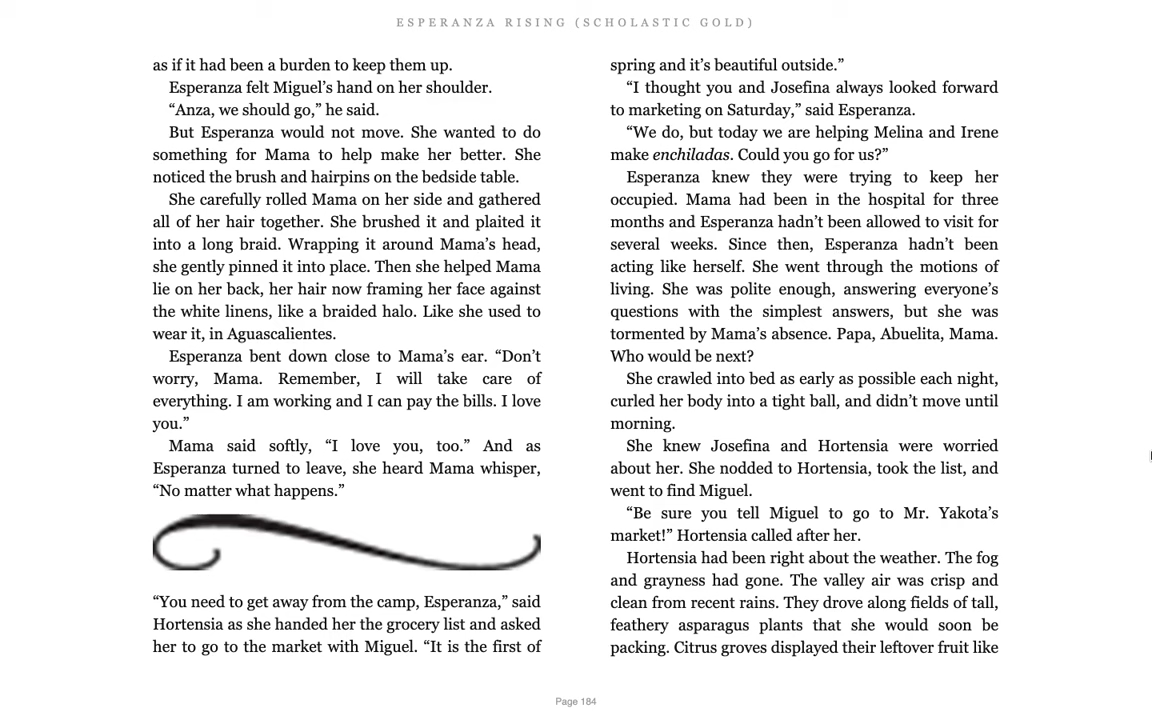 ESPERANZA RISING (SCHOLASTIC GOLD)
as if it had been a burden to keep them up.
Esperanza felt Miguel’s hand on her shoulder.
“Anza, we should go,” he said.
But Esperanza would not move. She wanted to do
something for Mama to help make her better. She
noticed the brush and hairpins on the bedside table.
She carefully rolled Mama on her side and gathered
all of her hair together. She brushed it and plaited it
into a long braid. Wrapping it around Mama’s head,
she gently pinned it into place. Then she helped Mama
lie on her back, her hair now framing her face against
the white linens, like a braided halo. Like she used to
wear it, in Aguascalientes.
Esperanza bent down close to Mama’s ear. “Don’t
worry, Mama. Remember, I will take care of
everything. I am working and I can pay the bills. I love
you.”
Mama said softly, “I love you, too.” And as
Esperanza turned to leave, she heard Mama whisper,
“No matter what happens.”
“You need to get away from the camp, Esperanza,” said
Hortensia as she handed her the grocery list and asked
her to go to the market with Miguel. “It is the first of
spring and it’s beautiful outside.”
“I thought you and Josefina always looked forward
to marketing on Saturday,” said Esperanza.
“We do, but today we are helping Melina and Irene
make enchiladas. Could you go for us?”
Esperanza knew they were trying to keep her
occupied. Mama had been in the hospital for three
months and Esperanza hadn’t been allowed to visit for
several weeks. Since then, Esperanza hadn’t been
acting like herself. She went through the motions of
living. She was polite enough, answering everyone’s
questions with the simplest answers, but she was
tormented by Mama’s absence. Papa, Abuelita, Mama.
Who would be next?
She crawled into bed as early as possible each night,
curled her body into a tight ball, and didn’t move until
morning.
She knew Josefina and Hortensia were worried
about her. She nodded to Hortensia, took the list, and
went to find Miguel.
“Be sure you tell Miguel to go to Mr. Yakota’s
market!” Hortensia called after her.
Hortensia had been right about the weather. The fog
and grayness had gone. The valley air was crisp and
clean from recent rains. They drove along fields of tall,
feathery asparagus plants that she would soon be
packing. Citrus groves displayed their leftover fruit like
Page 184